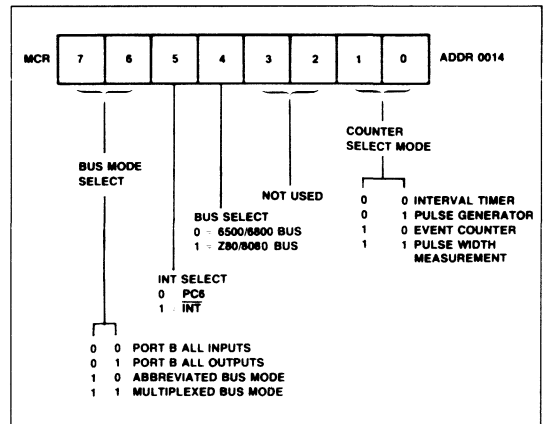 MCR 7 6 5 4 3 2 1 0 ADDR 0014
COUNTER
SELECT MODE
0 0 INTERVAL TIMER
0 1 PULSE GENERATOR
1 0 EVENT COUNTER
1 1 PULSE WIDTH
MEASUREMENT
NOT USED
BUS SELECT
0 = 6500/6800 BUS
1 = Z80/8080 BUS
INT SELECT
0 PC6
1 = INT
BUS MODE
SELECT
0 0 PORT B ALL INPUTS
0 1 PORT B ALL OUTPUTS
1 0 ABBREVIATED BUS MODE
1 1 MULTIPLEXED BUS MODE